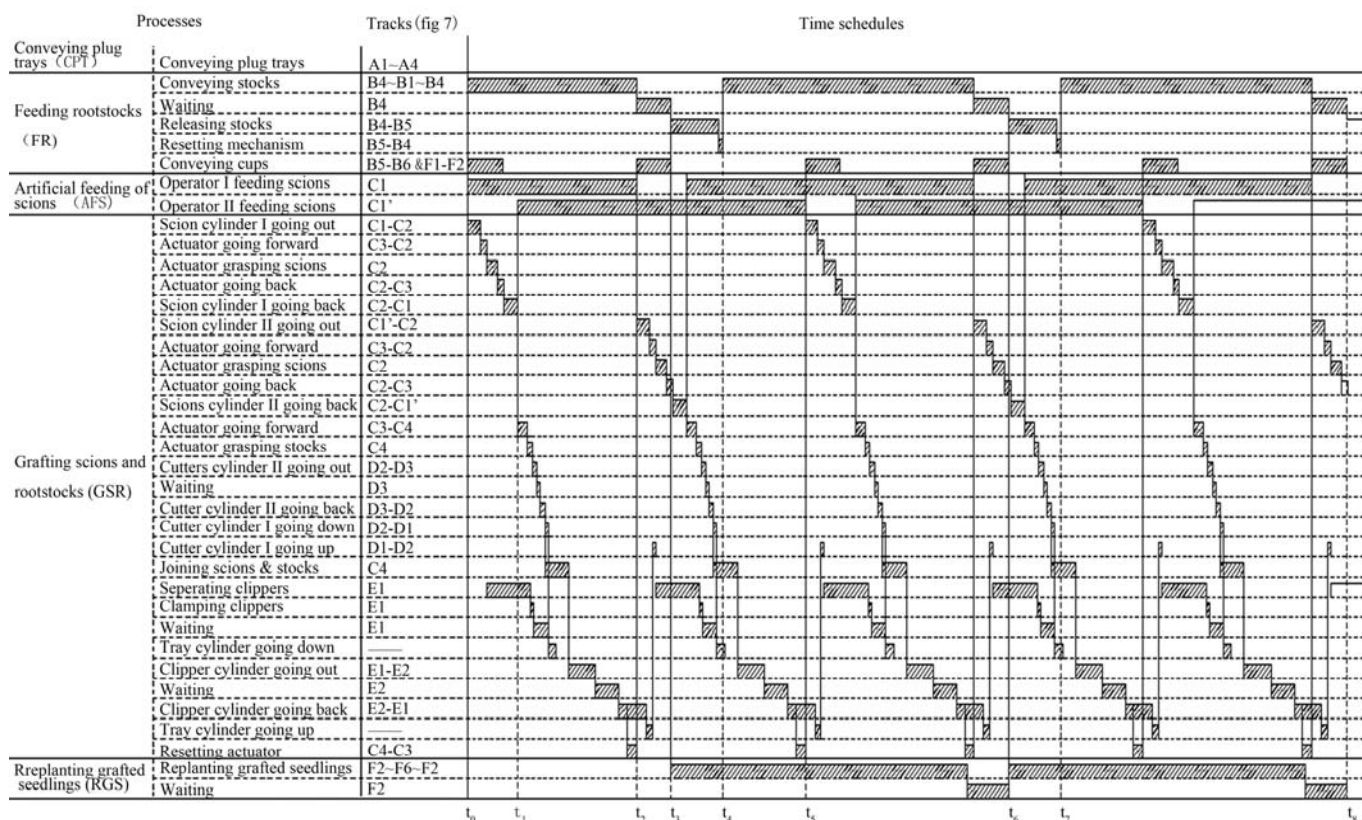 Processes Tracks (fig 7) Time schedules
Conveying plug trays (CPT) Conveying plug trays A1~A4
Feeding rootstocks (FR)
Conveying stocks B4~B1~B4
Waiting B4
Releasing stocks B4-B5
Resetting mechanism B5-B4
Conveying cups B5-B6 &F1-F2
Artificial feeding of scions (AFS)
Operator I feeding scions C1
Operator II feeding scions C1’
Grafting scions and rootstocks (GSR)
Scion cylinder I going out C1-C2
Actuator going forward C3-C2
Actuator grasping scions C2
Actuator going back C2-C3
Scion cylinder I going back C2-C1
Scion cylinder II going out C1’-C2
Actuator going forward C3-C2
Actuator grasping scions C2
Actuator going back C2-C3
Scions cylinder II going back C2-C1’
Actuator going forward C3-C4
Actuator grasping stocks C4
Cutters cylinder II going out D2-D3
Waiting D3
Cutter cylinder II going back D3-D2
Cutter cylinder I going down D2-D1
Cutter cylinder I going up D1-D2
Joining scions & stocks C4
Seperating clippers E1
Clamping clippers E1
Waiting E1
Tray cylinder going down ——
Clipper cylinder going out E1-E2
Waiting E2
Clipper cylinder going back E2-E1
Tray cylinder going up ——
Resetting actuator C4-C3
Rreplanting grafted seedlings (RGS)
Replanting grafted seedlings F2~F6~F2
Waiting F2
t0 t1 t2 t3 t4 t5 t6 t7 t8